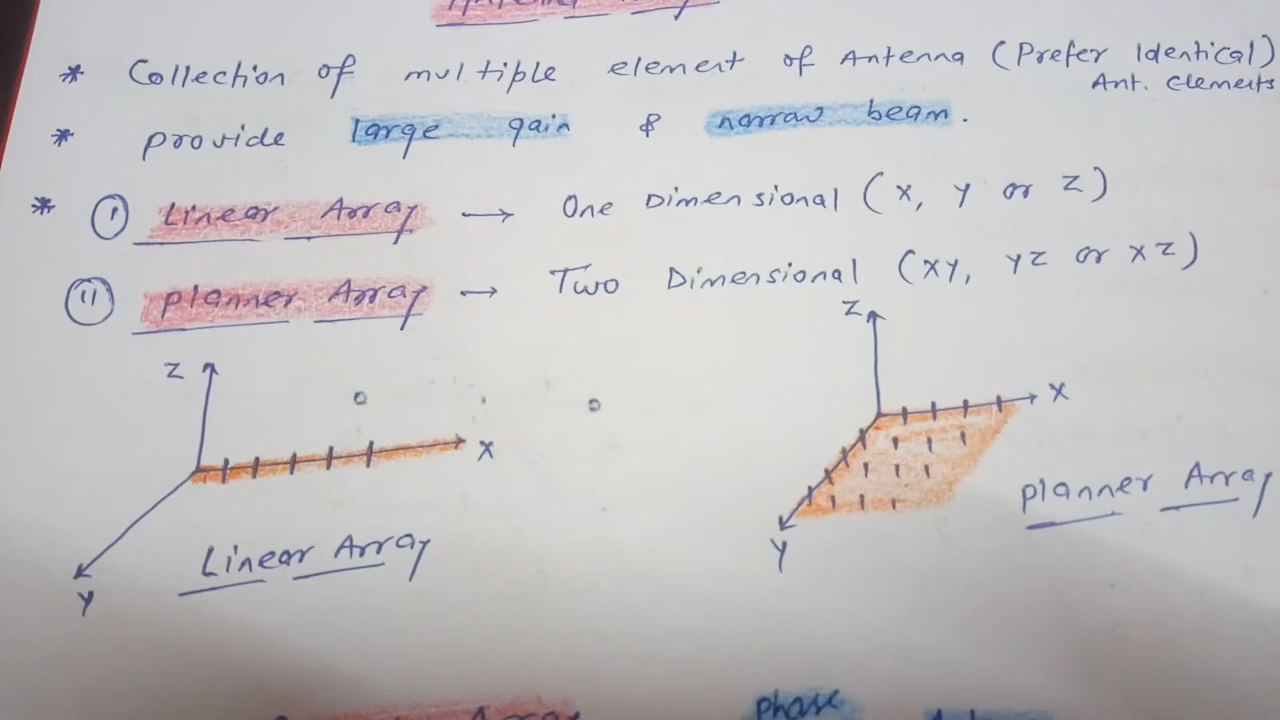 * Collection of multiple element of Antenna (Prefer Identical)
Ant. Elements
* provide large gain & narrow beam.
* (I) Linear Array → One Dimensional (x, y or z)
(II) planner Array → Two Dimensional (xy, yz or xz)
Z
X
Y
Linear Array
Z
X
Y
planner Array
Array
phase